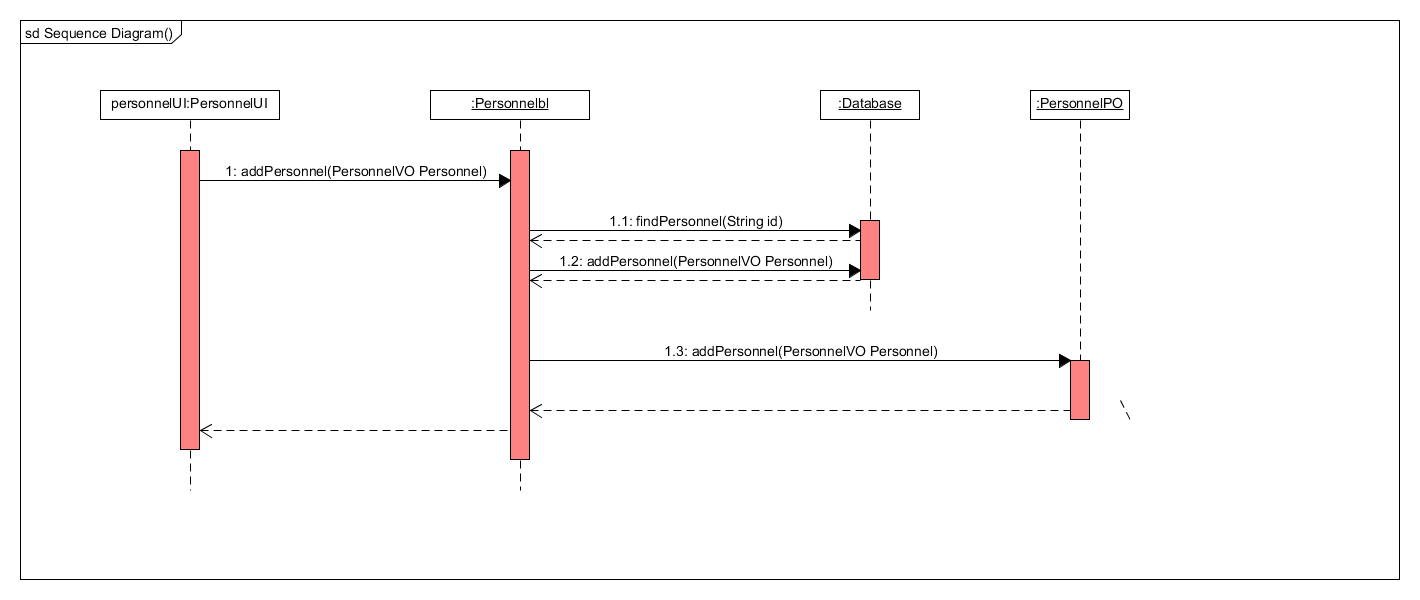 sd Sequence Diagram()
personnelUI:PersonnelUI
:Personnelbl
:Database
:PersonnelPO
1: addPersonnel(PersonnelVO Personnel)
1.1: findPersonnel(String id)
1.2: addPersonnel(PersonnelVO Personnel)
1.3: addPersonnel(PersonnelVO Personnel)